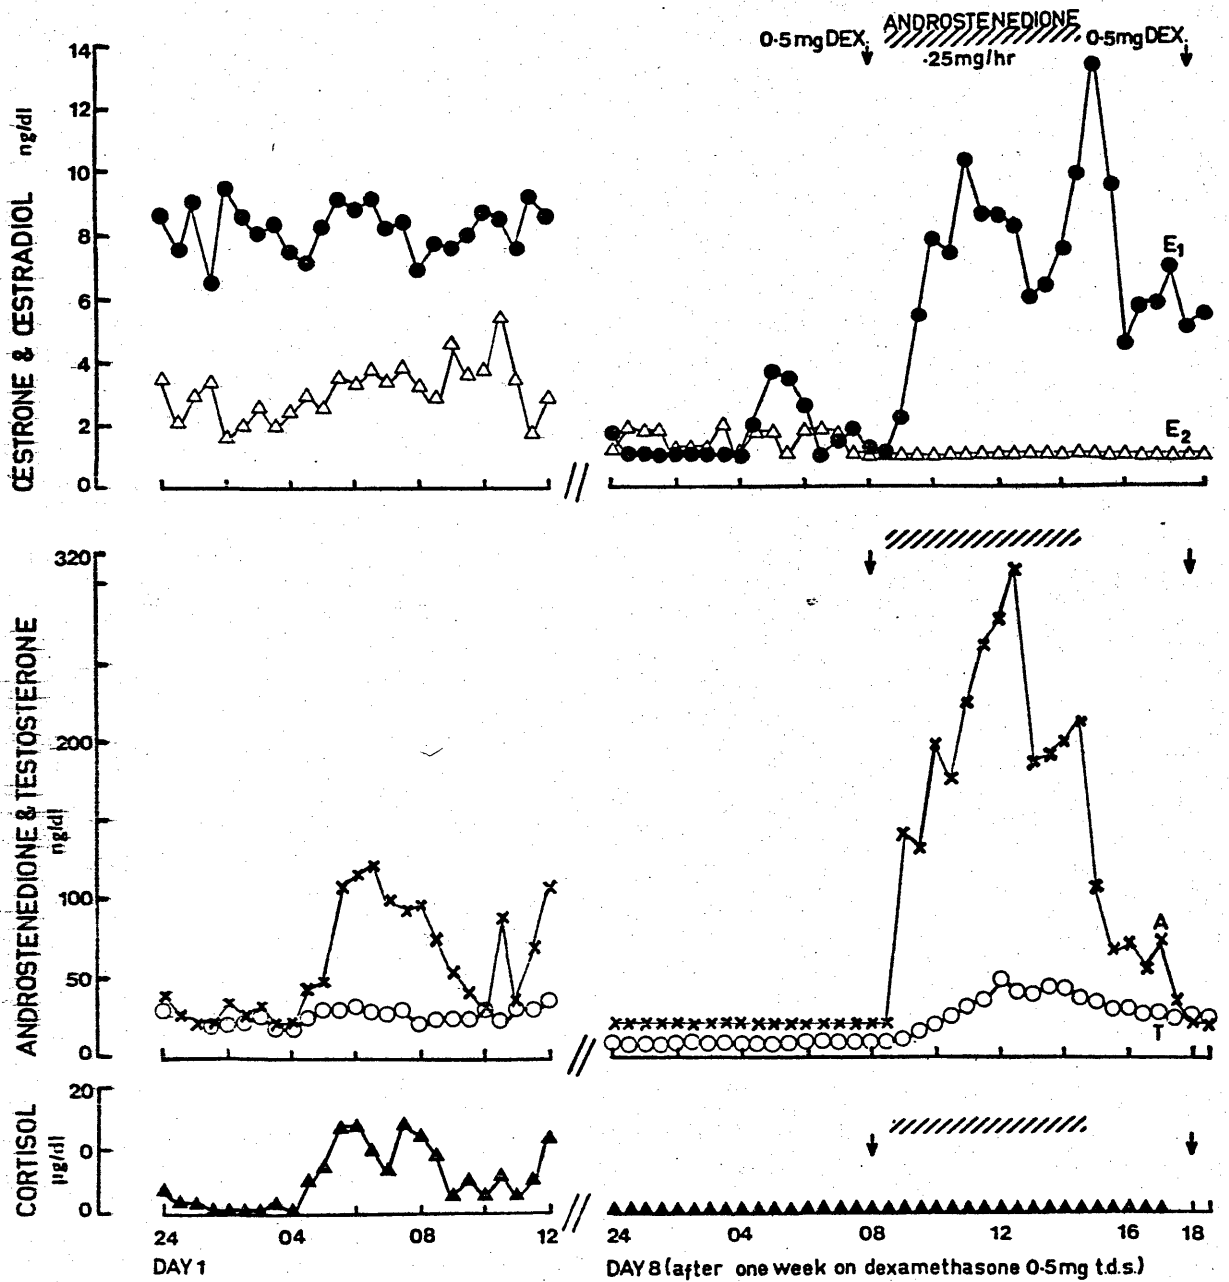 ANDROSTENEDIONE
0·5mgDEX.
0·5mgDEX.
·25mg/hr
ŒSTRONE & ŒSTRADIOL ng/dl
14
12
10
8
6
4
2
0
E1
E2
ANDROSTENEDIONE & TESTOSTERONE
ng/dl
320
200
100
50
0
A
T
CORTISOL
µg/dl
20
0
0
24 04 08 12 24 04 08 12 16 18
DAY 1 DAY 8 (after one week on dexamethasone 0·5mg t.d.s.)